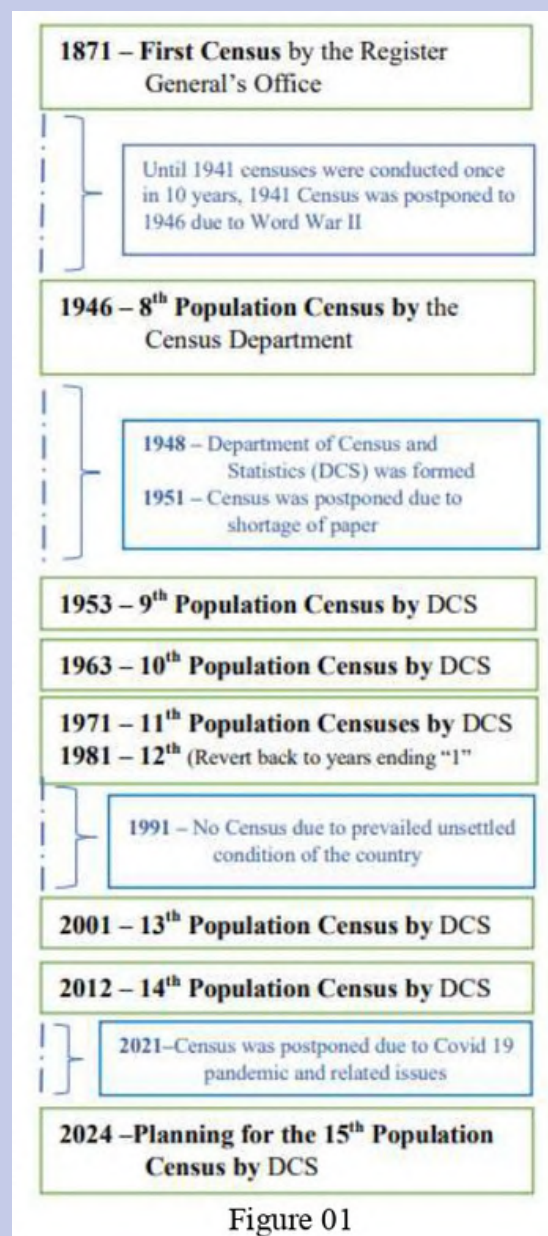 1871 – First Census by the Register
General's Office
Until 1941 censuses were conducted once
in 10 years, 1941 Census was postponed to
1946 due to Word War II
1946 – 8th Population Census by the
Census Department
1948 – Department of Census and
Statistics (DCS) was formed
1951 – Census was postponed due to
shortage of paper
1953 – 9th Population Census by DCS
1963 – 10th Population Census by DCS
1971 – 11th Population Censuses by DCS
1981 – 12th (Revert back to years ending “1”
1991 – No Census due to prevailed unsettled
condition of the country
2001 – 13th Population Census by DCS
2012 – 14th Population Census by DCS
2021–Census was postponed due to Covid 19
pandemic and related issues
2024 –Planning for the 15th Population
Census by DCS
Figure 01